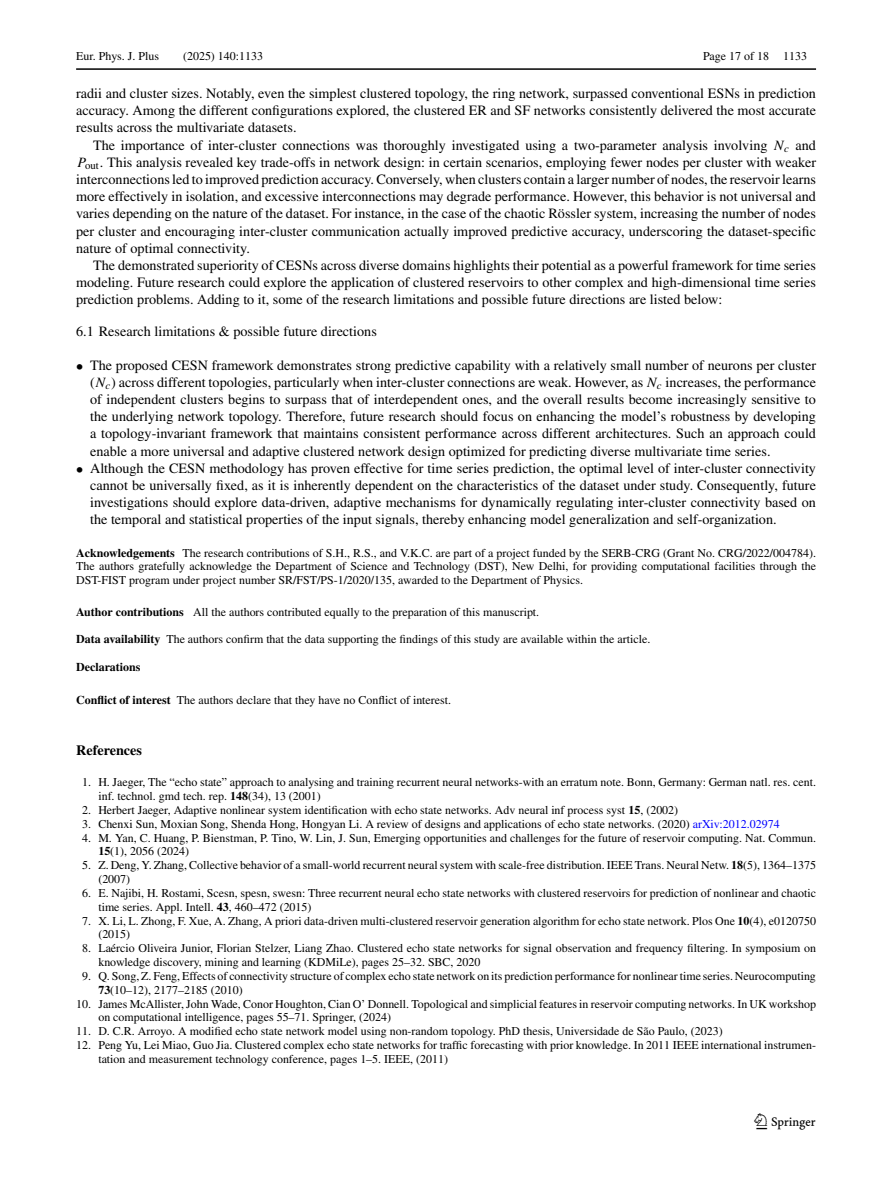 Eur. Phys. J. Plus (2025) 140:1133 Page 17 of 18 1133
radii and cluster sizes. Notably, even the simplest clustered topology, the ring network, surpassed conventional ESNs in prediction
accuracy. Among the different configurations explored, the clustered ER and SF networks consistently delivered the most accurate
results across the multivariate datasets.
The importance of inter-cluster connections was thoroughly investigated using a two-parameter analysis involving Nc and
Pout. This analysis revealed key trade-offs in network design: in certain scenarios, employing fewer nodes per cluster with weaker
interconnections led to improved prediction accuracy. Conversely, when clusters contain a larger number of nodes, the reservoir learns
more effectively in isolation, and excessive interconnections may degrade performance. However, this behavior is not universal and
varies depending on the nature of the dataset. For instance, in the case of the chaotic Rössler system, increasing the number of nodes
per cluster and encouraging inter-cluster communication actually improved predictive accuracy, underscoring the dataset-specific
nature of optimal connectivity.
The demonstrated superiority of CESNs across diverse domains highlights their potential as a powerful framework for time series
modeling. Future research could explore the application of clustered reservoirs to other complex and high-dimensional time series
prediction problems. Adding to it, some of the research limitations and possible future directions are listed below:
6.1 Research limitations & possible future directions
• The proposed CESN framework demonstrates strong predictive capability with a relatively small number of neurons per cluster
(Nc) across different topologies, particularly when inter-cluster connections are weak. However, as Nc increases, the performance
of independent clusters begins to surpass that of interdependent ones, and the overall results become increasingly sensitive to
the underlying network topology. Therefore, future research should focus on enhancing the model's robustness by developing
a topology-invariant framework that maintains consistent performance across different architectures. Such an approach could
enable a more universal and adaptive clustered network design optimized for predicting diverse multivariate time series.
• Although the CESN methodology has proven effective for time series prediction, the optimal level of inter-cluster connectivity
cannot be universally fixed, as it is inherently dependent on the characteristics of the dataset under study. Consequently, future
investigations should explore data-driven, adaptive mechanisms for dynamically regulating inter-cluster connectivity based on
the temporal and statistical properties of the input signals, thereby enhancing model generalization and self-organization.
Acknowledgements The research contributions of S.H., R.S., and V.K.C. are part of a project funded by the SERB-CRG (Grant No. CRG/2022/004784).
The authors gratefully acknowledge the Department of Science and Technology (DST), New Delhi, for providing computational facilities through the
DST-FIST program under project number SR/FST/PS-1/2020/135, awarded to the Department of Physics.
Author contributions All the authors contributed equally to the preparation of this manuscript.
Data availability The authors confirm that the data supporting the findings of this study are available within the article.
Declarations
Conflict of interest The authors declare that they have no Conflict of interest.
References
1. H. Jaeger, The “echo state” approach to analysing and training recurrent neural networks-with an erratum note. Bonn, Germany: German natl. res. cent.
inf. technol. gmd tech. rep. 148(34), 13 (2001)
2. Herbert Jaeger, Adaptive nonlinear system identification with echo state networks. Adv neural inf process syst 15, (2002)
3. Chenxi Sun, Moxian Song, Shenda Hong, Hongyan Li. A review of designs and applications of echo state networks. (2020) arXiv:2012.02974
4. M. Yan, C. Huang, P. Bienstman, P. Tino, W. Lin, J. Sun, Emerging opportunities and challenges for the future of reservoir computing. Nat. Commun.
15(1), 2056 (2024)
5. Z. Deng, Y. Zhang, Collective behavior of a small-world recurrent neural system with scale-free distribution. IEEE Trans. Neural Netw. 18(5), 1364–1375
(2007)
6. E. Najibi, H. Rostami, Scesn, spesn, swesn: Three recurrent neural echo state networks with clustered reservoirs for prediction of nonlinear and chaotic
time series. Appl. Intell. 43, 460–472 (2015)
7. X. Li, L. Zhong, F. Xue, A. Zhang, A priori data-driven multi-clustered reservoir generation algorithm for echo state network. Plos One 10(4), e0120750
(2015)
8. Laércio Oliveira Junior, Florian Stelzer, Liang Zhao. Clustered echo state networks for signal observation and frequency filtering. In symposium on
knowledge discovery, mining and learning (KDMiLe), pages 25–32. SBC, 2020
9. Q. Song, Z. Feng, Effects of connectivity structure of complex echo state network on its prediction performance for nonlinear time series. Neurocomputing
73(10–12), 2177–2185 (2010)
10. James McAllister, John Wade, Conor Houghton, Cian O’ Donnell. Topological and simplicial features in reservoir computing networks. In UK workshop
on computational intelligence, pages 55–71. Springer, (2024)
11. D. C.R. Arroyo. A modified echo state network model using non-random topology. PhD thesis, Universidade de São Paulo, (2023)
12. Peng Yu, Lei Miao, Guo Jia. Clustered complex echo state networks for traffic forecasting with prior knowledge. In 2011 IEEE international instrumen-
tation and measurement technology conference, pages 1–5. IEEE, (2011)
Springer